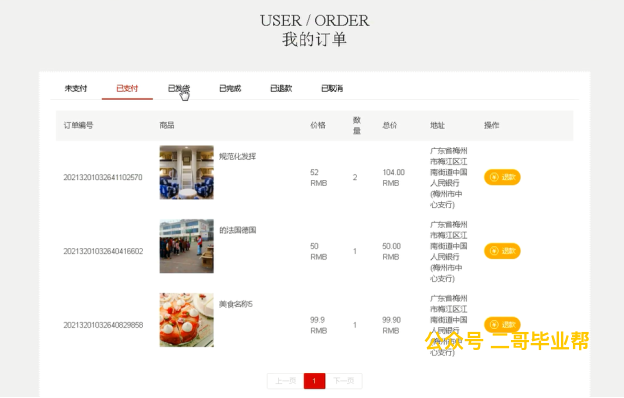 USER / ORDER
我的订单
未支付 已支付 已发货 已完成 已退款 已取消
订单编号 商品 价格 数量 总价 地址 操作
20213201032641102570 规范化发挥 52 RMB 2 104.00 RMB 广东省梅州市梅江区江南街道中国人民银行(梅州市中心支行) 退款
20213201032640416602 的法国德国 50 RMB 1 50.00 RMB 广东省梅州市梅江区江南街道中国人民银行(梅州市中心支行) 退款
20213201032640829858 美食名称5 99.9 RMB 1 99.90 RMB 广东省梅州市梅江区江南街道中国人民银行(梅州市中心支行) 退款
公众号 二哥毕业帮
上一页 1 下一页